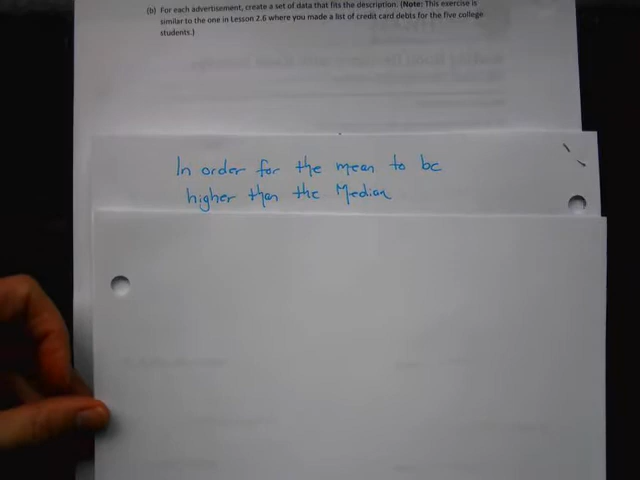 (b) For each advertisement, create a set of data that fits the description. (Note: This exercise is
similar to the one in Lesson 2.6 where you made a list of credit card debts for the five college
students.)
In order for the mean to be
higher than the Median